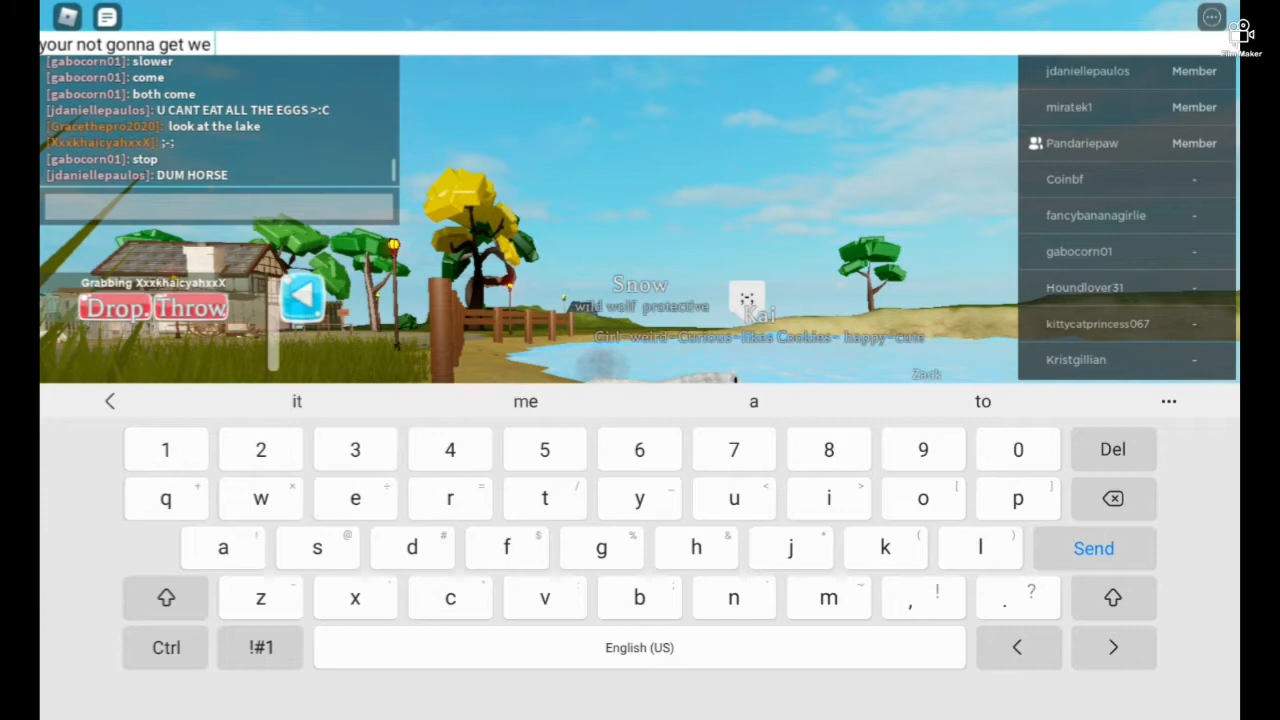 your not gonna get we
[gabocorn01]: slower
[gabocorn01]: come
[gabocorn01]: both come
[jdaniellepaulos]: U CANT EAT ALL THE EGGS >:C
[Gracethepro2020]: look at the lake
[XxxkhaicyahxxX]: ;-;
[gabocorn01]: stop
[jdaniellepaulos]: DUM HORSE
jdaniellepaulos Member
miratek1 Member
Pandariepaw Member
Coinbf -
fancybananagirlie -
gabocorn01 -
Houndlover31 -
kittycatprincess067 -
Kristgillian -
Grabbing XxxkhaicyahxxX
Drop. Throw
Snow
wild wolf protective
Kai
Girl-weird-Curious-likes Cookies- happy-cute
Zack
it me a to
1 2 3 4 5 6 7 8 9 0 Del
q w e r t y u i o p
a s d f g h j k l Send
z x c v b n m , ! . ?
Ctrl !#1 English (US) < >